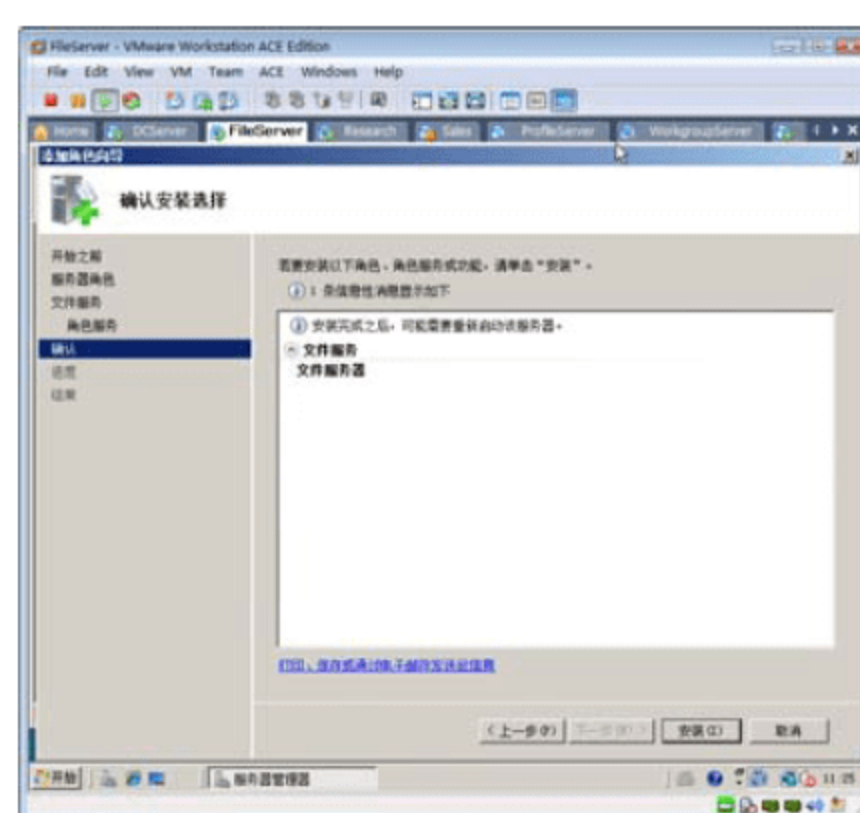 FileServer - VMware Workstation ACE Edition
File Edit View VM Team ACE Windows Help
Home DCServer FileServer Research Sales ProfileServer WorkgroupServer
添加角色向导
确认安装选择
开始之前
服务器角色
文件服务
角色服务
确认
进度
结果
若要安装以下角色、角色服务或功能，请单击“安装”。
1 条信息性消息显示如下
安装完成之后，可能需要重新启动该服务器。
文件服务
文件服务器
打印、保存或通过电子邮件发送此信息
< 上一步(P) 下一步(N) > 安装(I) 取消
开始 服务器管理器